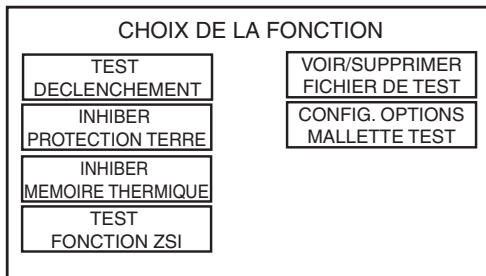 CHOIX DE LA FONCTION
TEST
DECLENCHEMENT
INHIBER
PROTECTION TERRE
INHIBER
MEMOIRE THERMIQUE
TEST
FONCTION ZSI
VOIR/SUPPRIMER
FICHIER DE TEST
CONFIG. OPTIONS
MALLETTE TEST